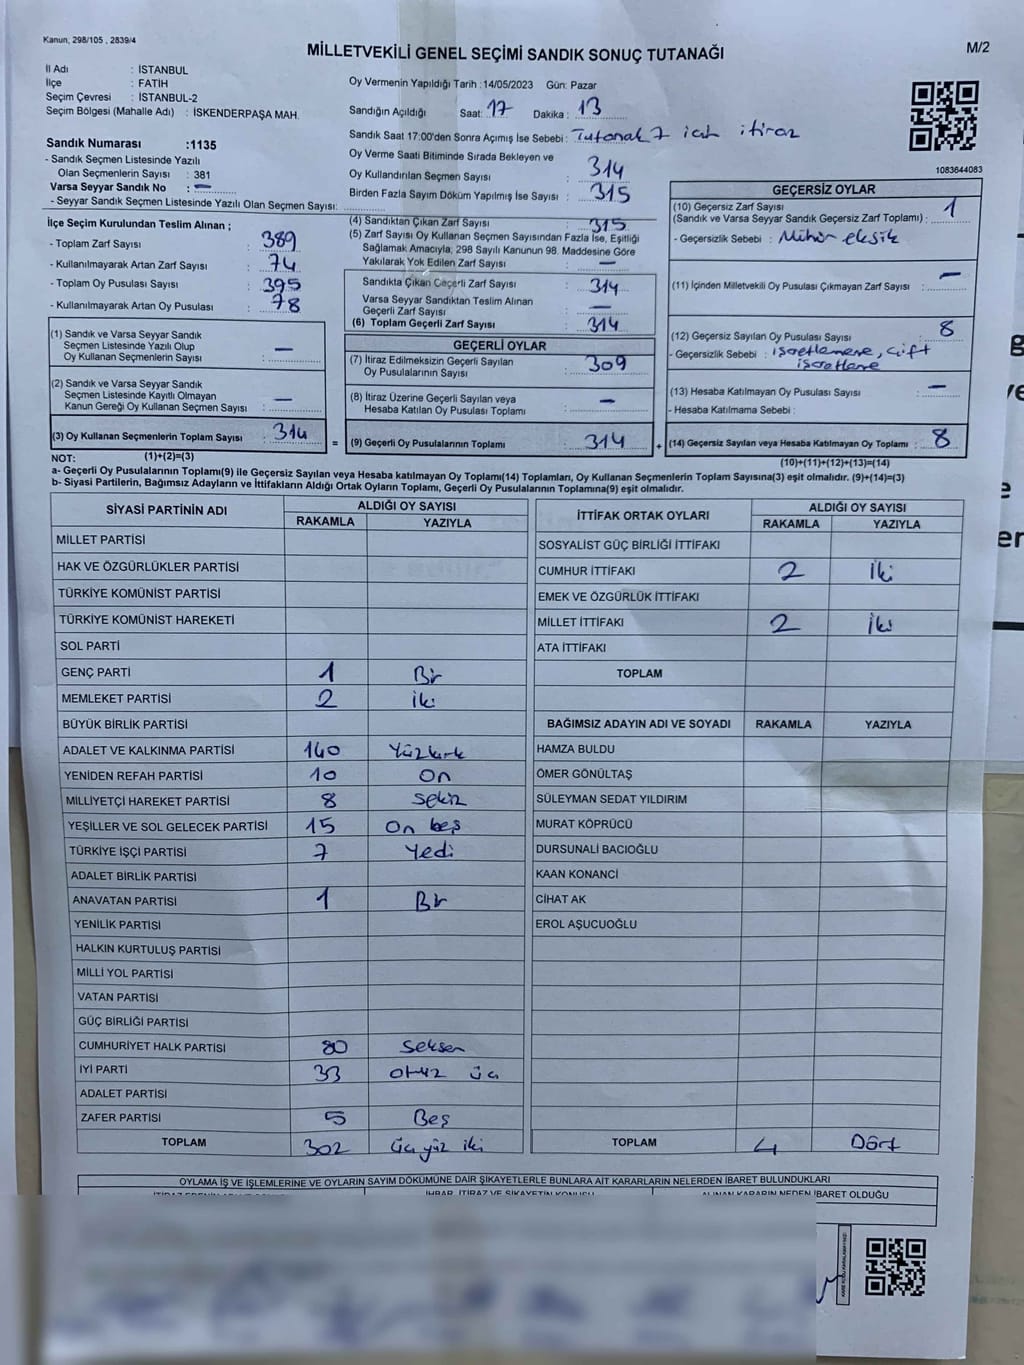 Kanun, 298/105 , 2839/4
MİLLETVEKİLİ GENEL SEÇİMİ SANDIK SONUÇ TUTANAĞI
M/2
İl Adı : İSTANBUL
İlçe : FATİH
Seçim Çevresi : İSTANBUL-2
Seçim Bölgesi (Mahalle Adı) : İSKENDERPAŞA MAH.
Sandık Numarası :1135
- Sandık Seçmen Listesinde Yazılı
Olan Seçmenlerin Sayısı : 381
Varsa Seyyar Sandık No : —
- Seyyar Sandık Seçmen Listesinde Yazılı Olan Seçmen Sayısı:
Oy Vermenin Yapıldığı Tarih :14/05/2023 Gün: Pazar
Sandığın Açıldığı Saat: 17 Dakika : 13
Sandık Saat 17:00'den Sonra Açımış İse Sebebi : Tutanak 7 için itiraz
Oy Verme Saati Bitiminde Sırada Bekleyen ve
Oy Kullandırılan Seçmen Sayısı : 314
Birden Fazla Sayım Döküm Yapılmış İse Sayısı : 315
1083644083
İlçe Seçim Kurulundan Teslim Alınan ;
- Toplam Zarf Sayısı : 389
- Kullanılmayarak Artan Zarf Sayısı : 74
- Toplam Oy Pusulası Sayısı : 395
- Kullanılmayarak Artan Oy Pusulası : 78
(1) Sandık ve Varsa Seyyar Sandık
Seçmen Listesinde Yazılı Olup
Oy Kullanan Seçmenlerin Sayısı : —
(2) Sandık ve Varsa Seyyar Sandık
Seçmen Listesinde Kayıtlı Olmayan
Kanun Gereği Oy Kullanan Seçmen Sayısı : —
(3) Oy Kullanan Seçmenlerin Toplam Sayısı : 314
(4) Sandıktan Çıkan Zarf Sayısı : 315
(5) Zarf Sayısı Oy Kullanan Seçmen Sayısından Fazla İse, Eşitliği
Sağlamak Amacıyla, 298 Sayılı Kanunun 98. Maddesine Göre
Yakılarak Yok Edilen Zarf Sayısı : —
Sandıkta Çıkan Geçerli Zarf Sayısı : 314
Varsa Seyyar Sandıktan Teslim Alınan
Geçerli Zarf Sayısı : —
(6) Toplam Geçerli Zarf Sayısı : 314
GEÇERLİ OYLAR
(7) İtiraz Edilmeksizin Geçerli Sayılan
Oy Pusulalarının Sayısı : 309
(8) İtiraz Üzerine Geçerli Sayılan veya
Hesaba Katılan Oy Pusulası Toplamı : —
= (9) Geçerli Oy Pusulalarının Toplamı : 314
GEÇERSİZ OYLAR
(10) Geçersiz Zarf Sayısı
(Sandık ve Varsa Seyyar Sandık Geçersiz Zarf Toplamı) : 1
- Geçersizlik Sebebi : Mühür eksik
(11) İçinden Milletvekili Oy Pusulası Çıkmayan Zarf Sayısı : —
(12) Geçersiz Sayılan Oy Pusulası Sayısı : 8
- Geçersizlik Sebebi : işaretlemene, çift
işaretleme
(13) Hesaba Katılmayan Oy Pusulası Sayısı : —
- Hesaba Katılmama Sebebi :
+ (14) Geçersiz Sayılan veya Hesaba Katılmayan Oy Toplamı : 8
NOT: (1)+(2)=(3)
(10)+(11)+(12)+(13)=(14)
a- Geçerli Oy Pusulalarının Toplamı(9) ile Geçersiz Sayılan veya Hesaba katılmayan Oy Toplamı(14) Toplamları, Oy Kullanan Seçmenlerin Toplam Sayısına(3) eşit olmalıdır. (9)+(14)=(3)
b- Siyasi Partilerin, Bağımsız Adayların ve İttifakların Aldığı Ortak Oyların Toplamı, Geçerli Oy Pusulalarının Toplamına(9) eşit olmalıdır.
SİYASİ PARTİNİN ADI ALDIĞI OY SAYISI
RAKAMLA YAZIYLA
MİLLET PARTİSİ
HAK VE ÖZGÜRLÜKLER PARTİSİ
TÜRKİYE KOMÜNİST PARTİSİ
TÜRKİYE KOMÜNİST HAREKETİ
SOL PARTİ
GENÇ PARTİ 1 Bir
MEMLEKET PARTİSİ 2 iki
BÜYÜK BİRLİK PARTİSİ
ADALET VE KALKINMA PARTİSİ 140 Yüzkırk
YENİDEN REFAH PARTİSİ 10 On
MİLLİYETÇİ HAREKET PARTİSİ 8 Sekiz
YEŞİLLER VE SOL GELECEK PARTİSİ 15 On beş
TÜRKİYE İŞÇİ PARTİSİ 7 Yedi
ADALET BİRLİK PARTİSİ
ANAVATAN PARTİSİ 1 Bir
YENİLİK PARTİSİ
HALKIN KURTULUŞ PARTİSİ
MİLLİ YOL PARTİSİ
VATAN PARTİSİ
GÜÇ BİRLİĞİ PARTİSİ
CUMHURİYET HALK PARTİSİ 80 Seksen
İYİ PARTİ 33 otuz üç
ADALET PARTİSİ
ZAFER PARTİSİ 5 Beş
TOPLAM 302 üçyüz iki
İTTİFAK ORTAK OYLARI ALDIĞI OY SAYISI
RAKAMLA YAZIYLA
SOSYALİST GÜÇ BİRLİĞİ İTTİFAKI
CUMHUR İTTİFAKI 2 İki
EMEK VE ÖZGÜRLÜK İTTİFAKI
MİLLET İTTİFAKI 2 İki
ATA İTTİFAKI
TOPLAM
BAĞIMSIZ ADAYIN ADI VE SOYADI RAKAMLA YAZIYLA
HAMZA BULDU
ÖMER GÖNÜLTAŞ
SÜLEYMAN SEDAT YILDIRIM
MURAT KÖPRÜCÜ
DURSUNALİ BACIOĞLU
KAAN KONANCİ
CİHAT AK
EROL AŞUCUOĞLU
TOPLAM 4 Dört
OYLAMA İŞ VE İŞLEMLERİNE VE OYLARIN SAYIM DÖKÜMÜNE DAİR ŞİKAYETLERLE BUNLARA AİT KARARLARIN NELERDEN İBARET BULUNDUKLARI
İHBAR, İTİRAZ VE ŞİKAYETİN KONUSU
ALINAN KARARIN NEDEN İBARET OLDUĞU